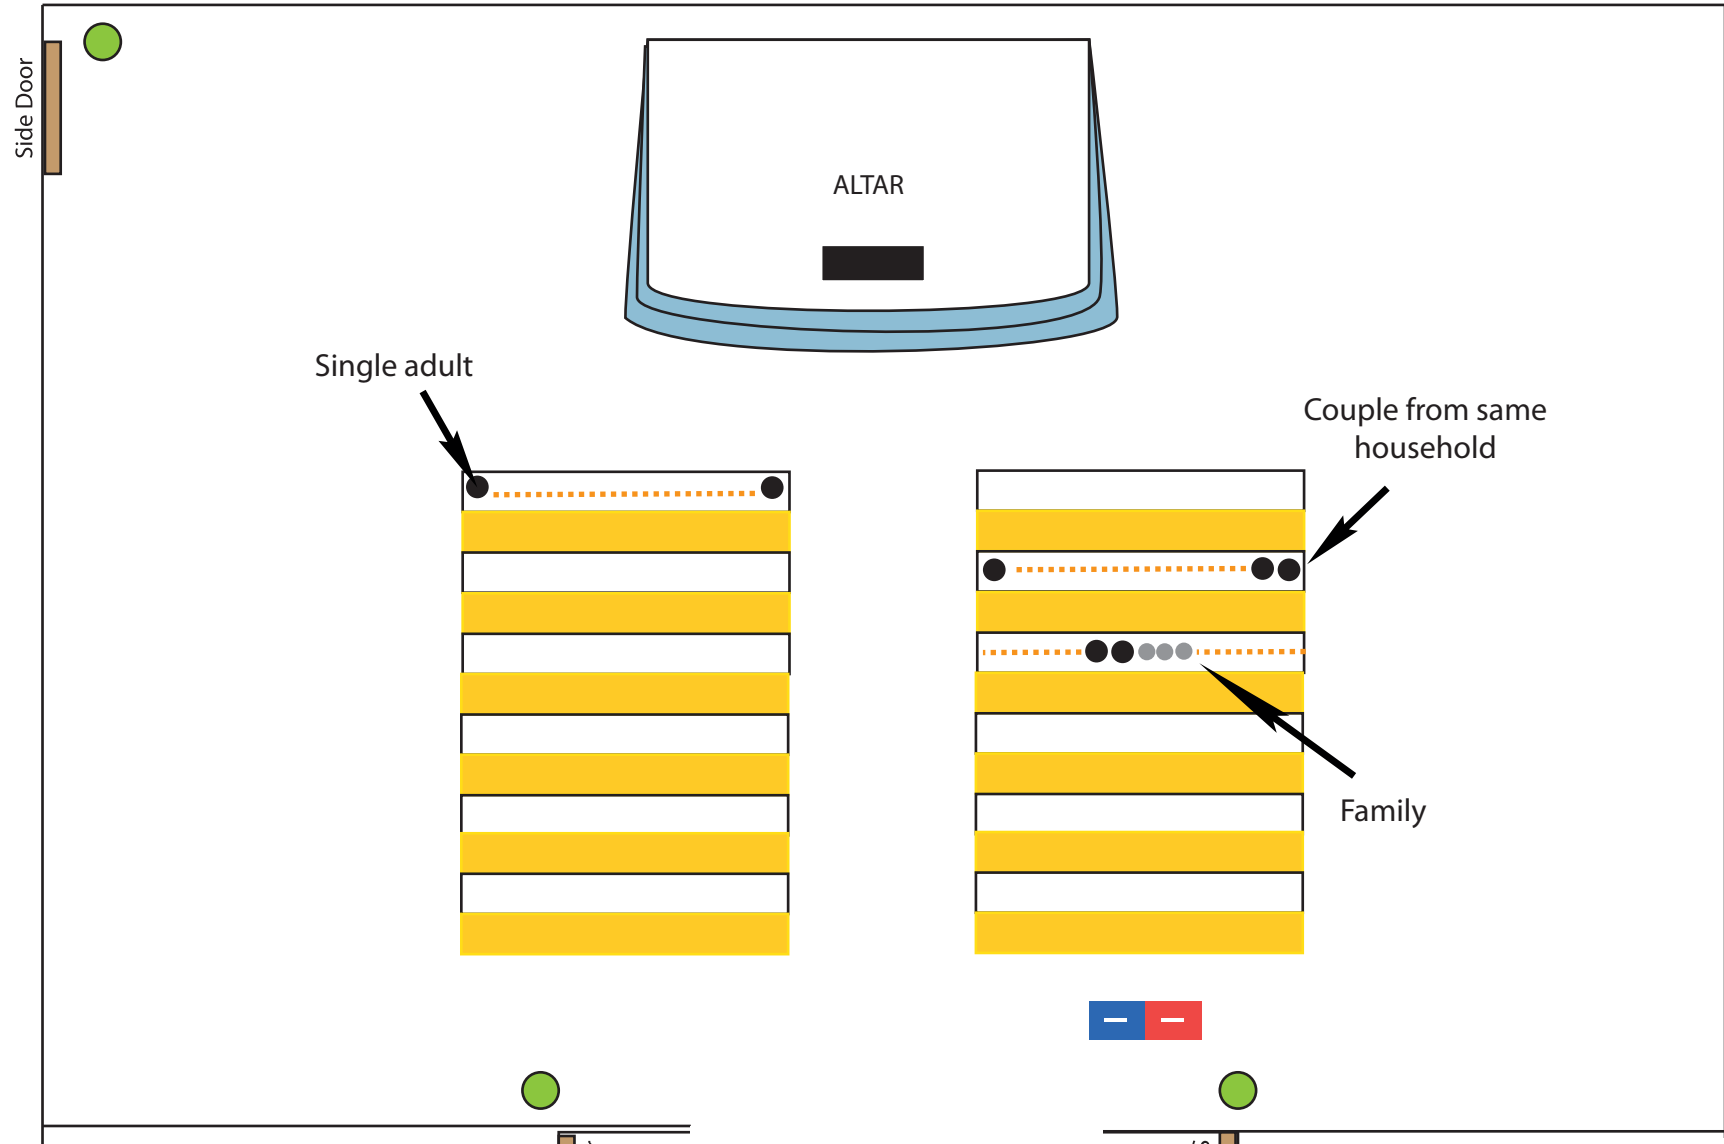 Side Door
ALTAR
Single adult
Couple from same
household
Family